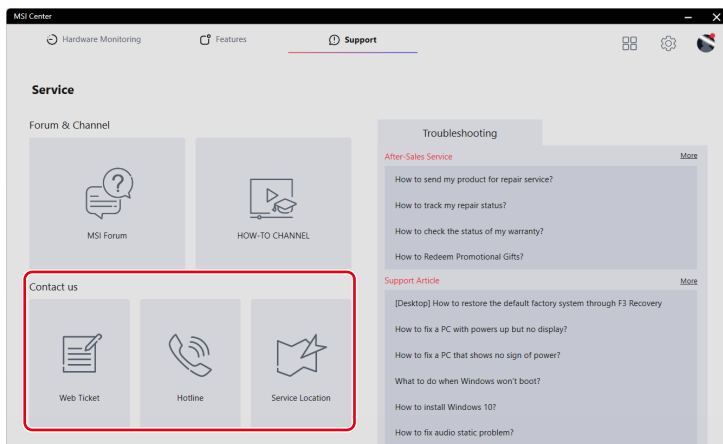 MSI Center
Hardware Monitoring
Features
Support
Service
Forum & Channel
MSI Forum
HOW-TO CHANNEL
Contact us
Web Ticket
Hotline
Service Location
Troubleshooting
After-Sales Service
More
How to send my product for repair service?
How to track my repair status?
How to check the status of my warranty?
How to Redeem Promotional Gifts?
Support Article
More
[Desktop] How to restore the default factory system through F3 Recovery
How to fix a PC with powers up but no display?
How to fix a PC that shows no sign of power?
What to do when Windows won't boot?
How to install Windows 10?
How to fix audio static problem?